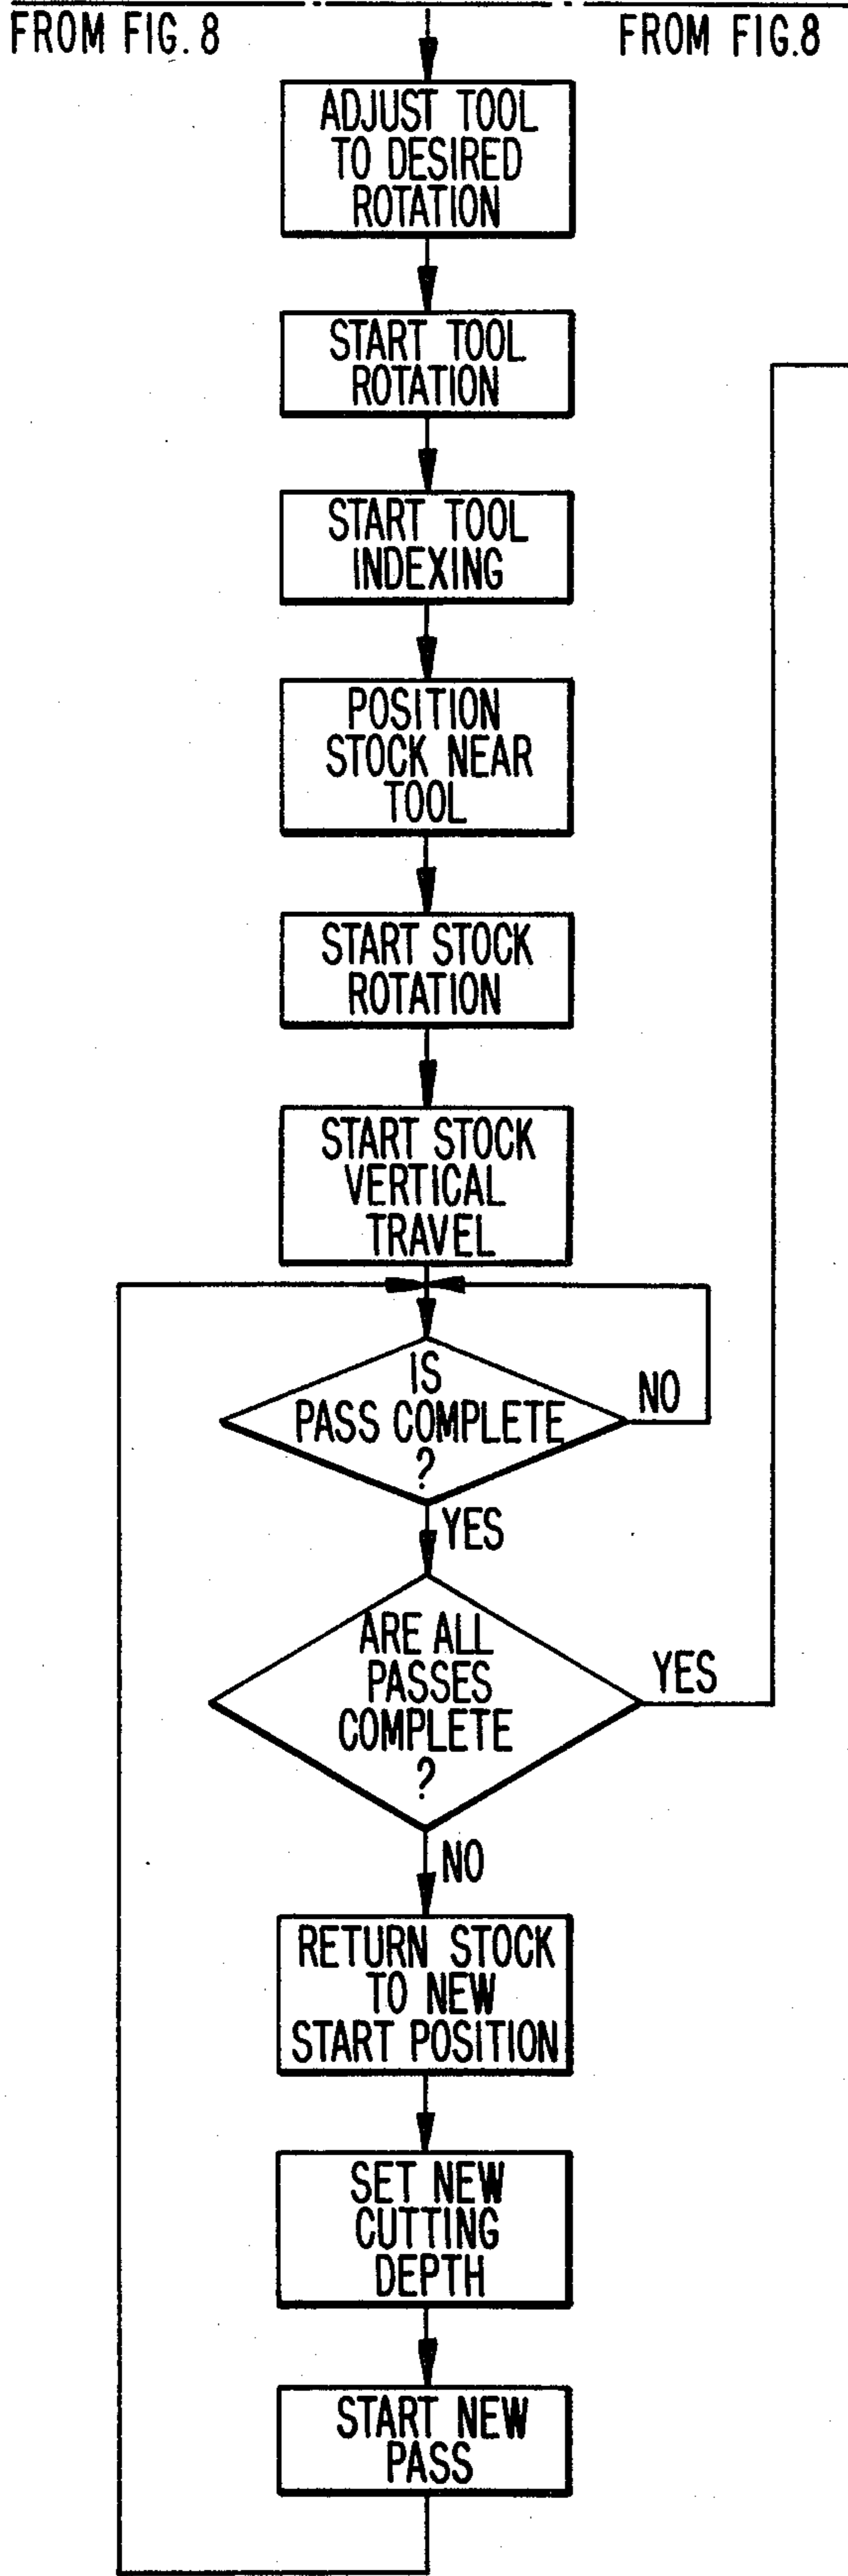 FROM FIG. 8
FROM FIG.8
ADJUST TOOL
TO DESIRED
ROTATION
START TOOL
ROTATION
START TOOL
INDEXING
POSITION
STOCK NEAR
TOOL
START STOCK
ROTATION
START STOCK
VERTICAL
TRAVEL
IS
PASS COMPLETE
?
NO
YES
ARE ALL
PASSES
COMPLETE
?
YES
NO
RETURN STOCK
TO NEW
START POSITION
SET NEW
CUTTING
DEPTH
START NEW
PASS